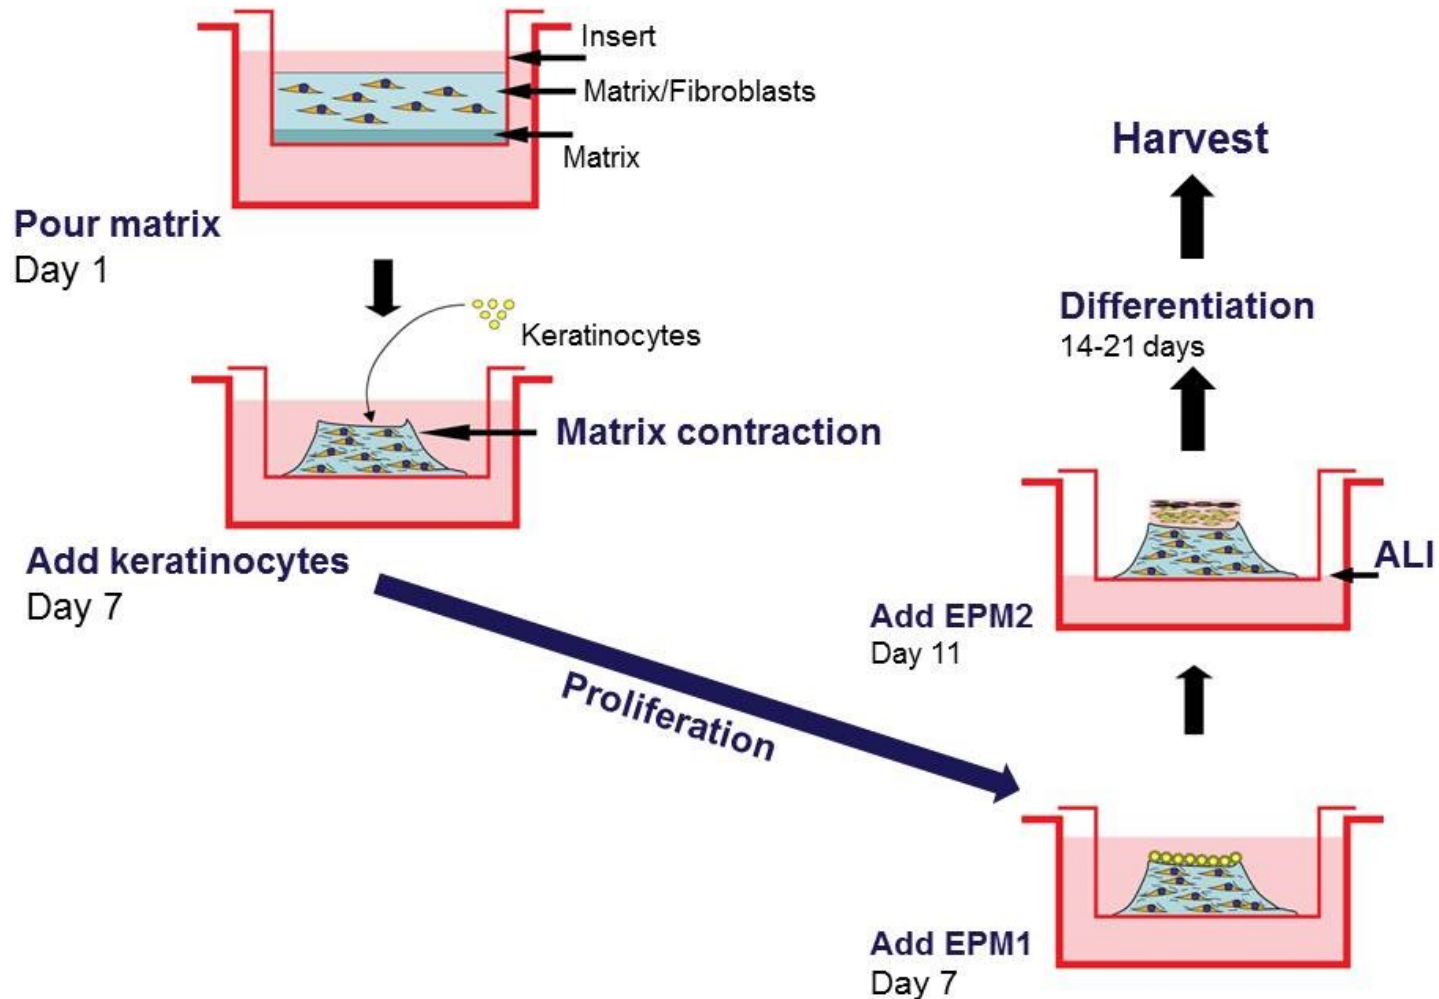 Insert
Matrix/Fibroblasts
Matrix
Pour matrix
Day 1
Keratinocytes
Matrix contraction
Add keratinocytes
Day 7
Proliferation
Add EPM1
Day 7
Add EPM2
Day 11
ALI
Differentiation
14-21 days
Harvest